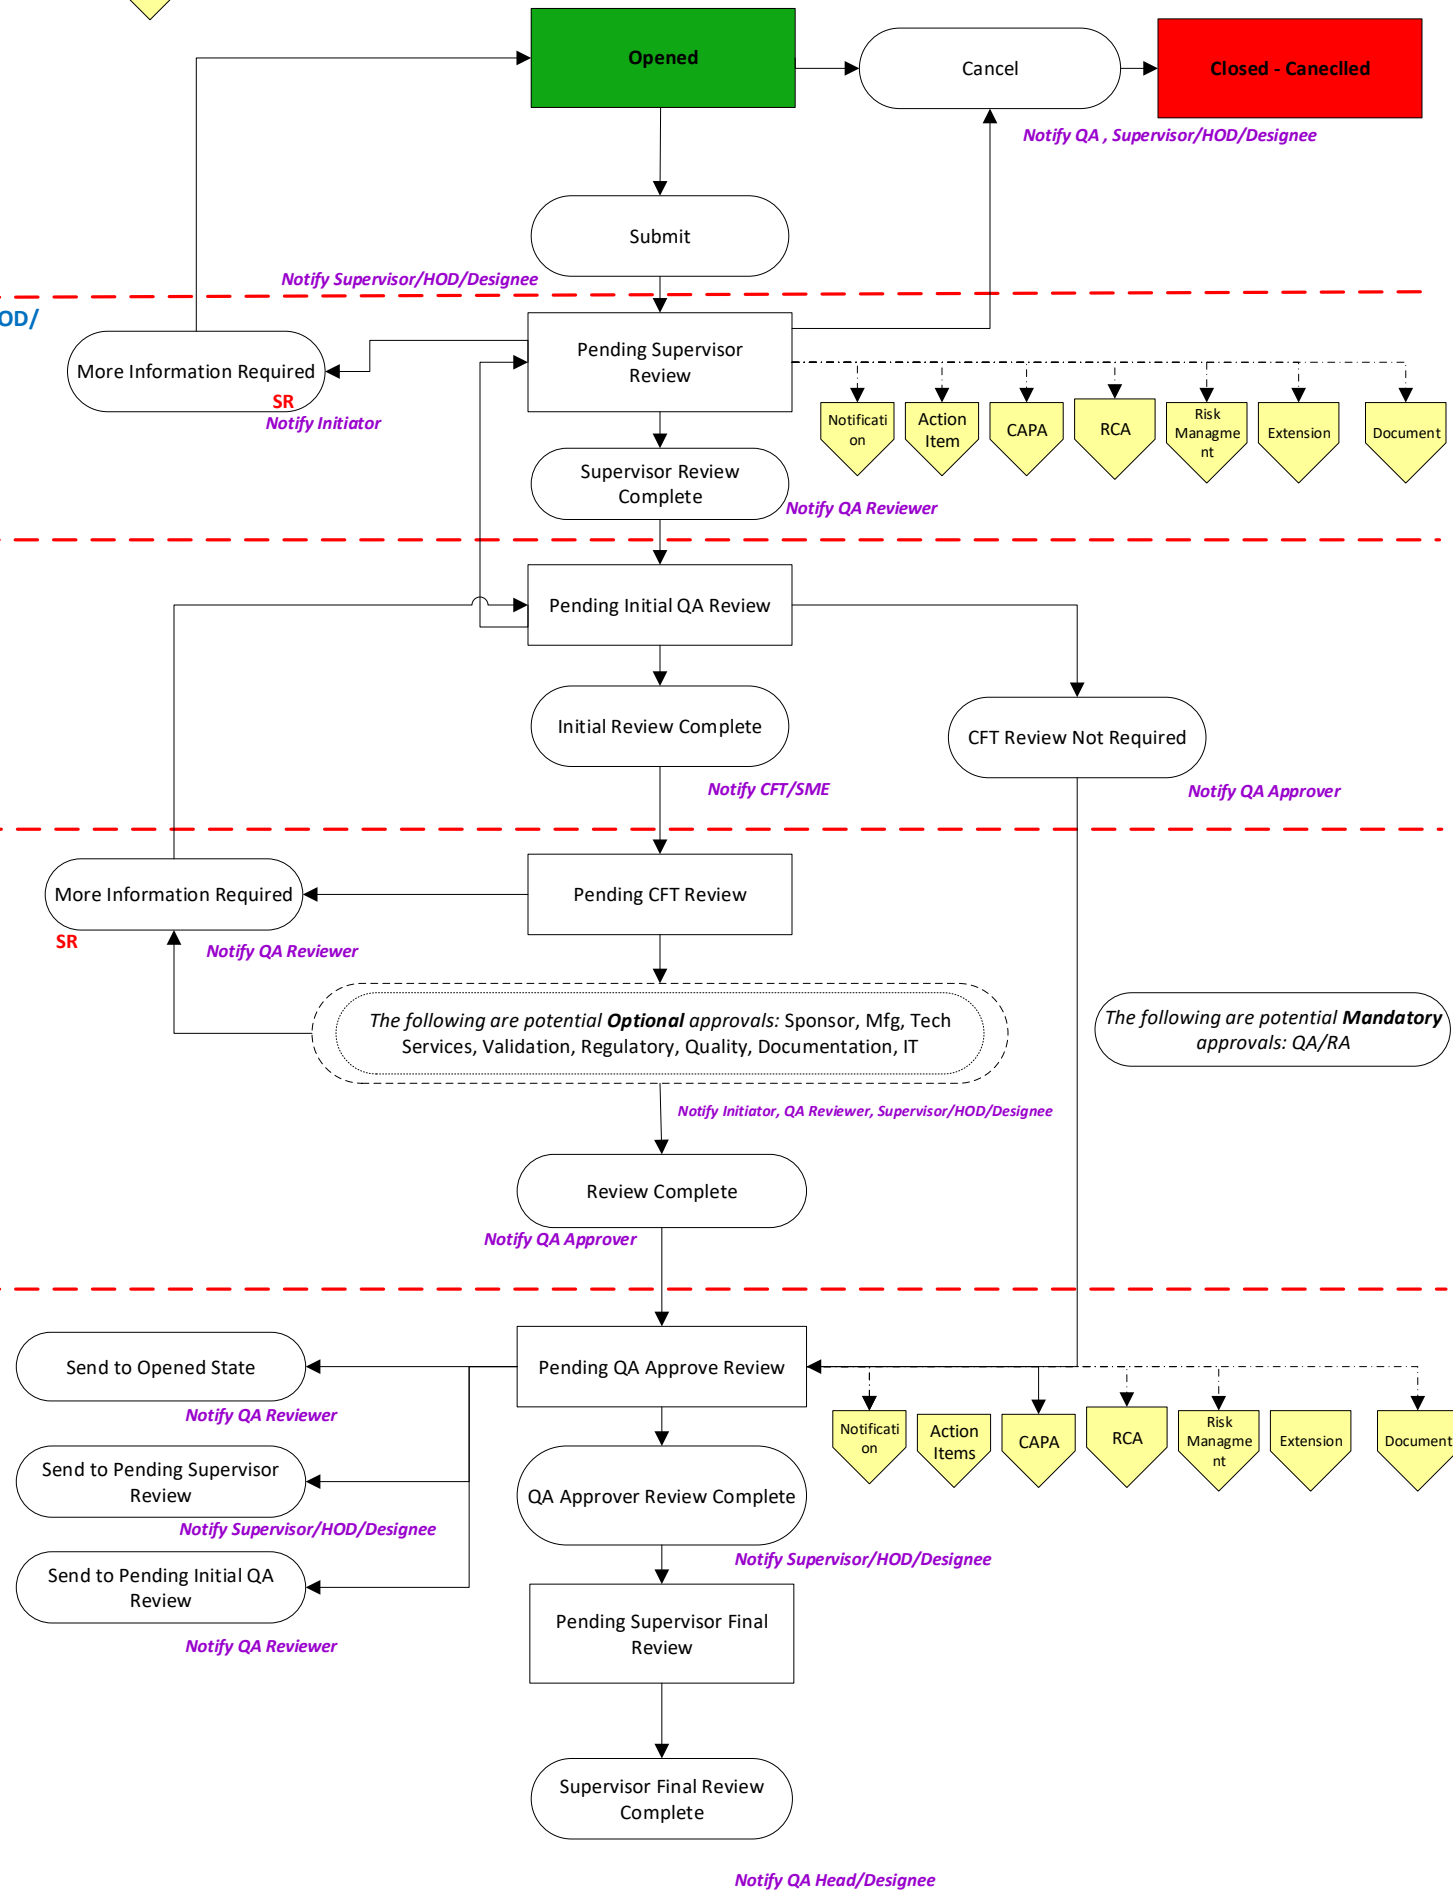 Opened
Cancel
Closed - Caneclled
Notify QA , Supervisor/HOD/Designee
Submit
Notify Supervisor/HOD/Designee
OD/
More Information Required
SR
Notify Initiator
Pending Supervisor
Review
Notificati
on
Action
Item
CAPA
RCA
Risk
Managme
nt
Extension
Document
Supervisor Review
Complete
Notify QA Reviewer
Pending Initial QA Review
Initial Review Complete
CFT Review Not Required
Notify CFT/SME
Notify QA Approver
More Information Required
SR
Notify QA Reviewer
Pending CFT Review
The following are potential Optional approvals: Sponsor, Mfg, Tech
Services, Validation, Regulatory, Quality, Documentation, IT
The following are potential Mandatory
approvals: QA/RA
Notify Initiator, QA Reviewer, Supervisor/HOD/Designee
Review Complete
Notify QA Approver
Send to Opened State
Notify QA Reviewer
Pending QA Approve Review
Notificati
on
Action
Items
CAPA
RCA
Risk
Managme
nt
Extension
Document
Send to Pending Supervisor
Review
Notify Supervisor/HOD/Designee
QA Approver Review Complete
Notify Supervisor/HOD/Designee
Send to Pending Initial QA
Review
Notify QA Reviewer
Pending Supervisor Final
Review
Supervisor Final Review
Complete
Notify QA Head/Designee